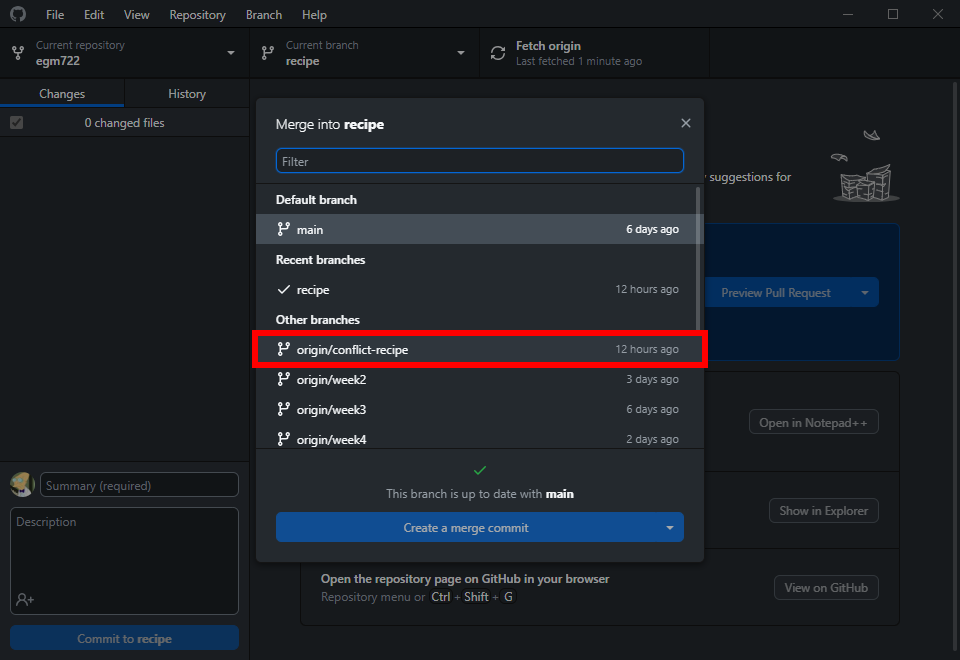 File Edit View Repository Branch Help
Current repository
egm722
Current branch
recipe
Fetch origin
Last fetched 1 minute ago
Changes
History
0 changed files
Merge into recipe
Filter
suggestions for
Default branch
main 6 days ago
Recent branches
recipe 12 hours ago
Preview Pull Request
Other branches
origin/conflict-recipe 12 hours ago
origin/week2 3 days ago
origin/week3 6 days ago
origin/week4 2 days ago
Open in Notepad++
This branch is up to date with main
Create a merge commit
Show in Explorer
Summary (required)
Description
Open the repository page on GitHub in your browser
Repository menu or Ctrl + Shift + G
View on GitHub
Commit to recipe